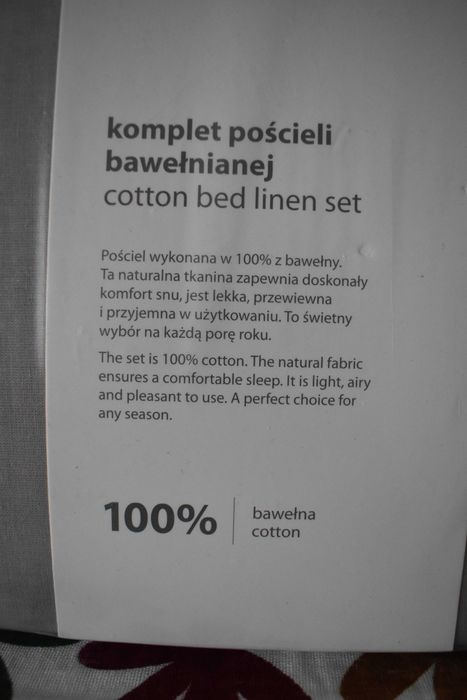 komplet pościeli
bawełnianej
cotton bed linen set
Pościel wykonana w 100% z bawełny.
Ta naturalna tkanina zapewnia doskonały
komfort snu, jest lekka, przewiewna
i przyjemna w użytkowaniu. To świetny
wybór na każdą porę roku.
The set is 100% cotton. The natural fabric
ensures a comfortable sleep. It is light, airy
and pleasant to use. A perfect choice for
any season.
100%
bawełna
cotton